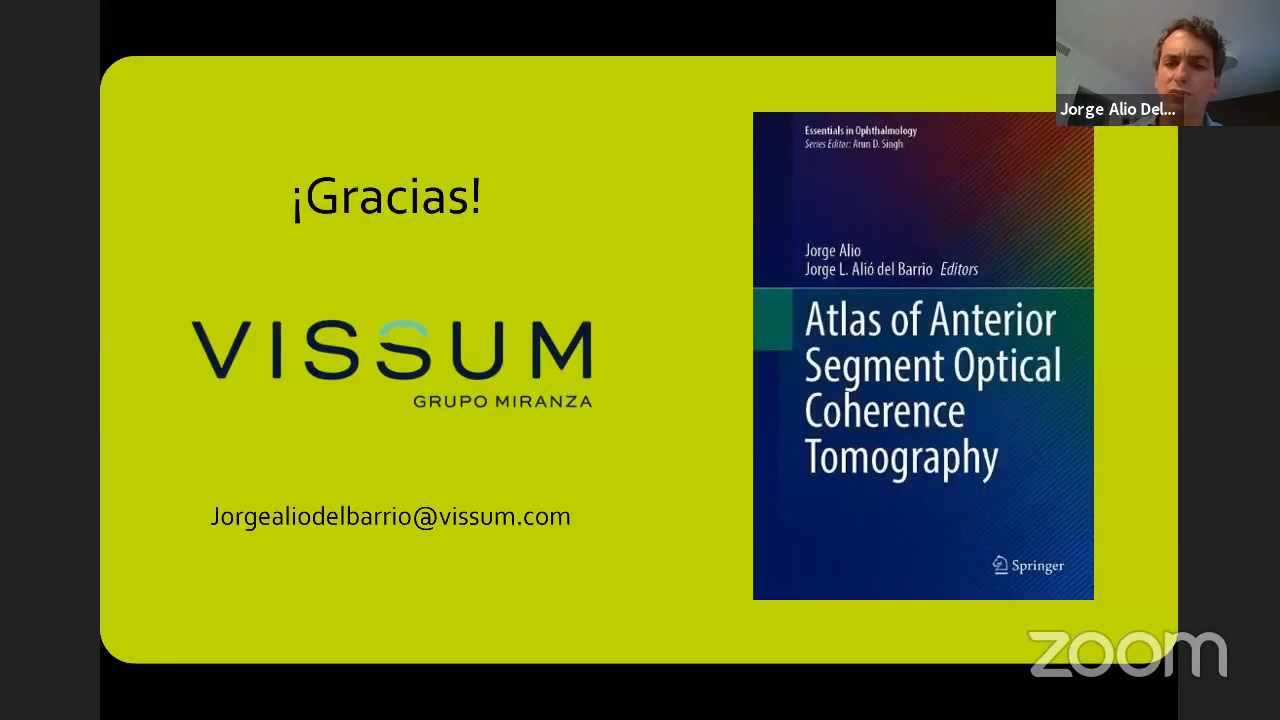 ¡Gracias!
VISSUM
GRUPO MIRANZA
Jorgealiodelbarrio@vissum.com
Essentials in Ophthalmology
Series Editor: Arun D. Singh
Jorge Alio
Jorge L. Alió del Barrio Editors
Atlas of Anterior
Segment Optical
Coherence
Tomography
Springer
Jorge Alio Del...
zoom